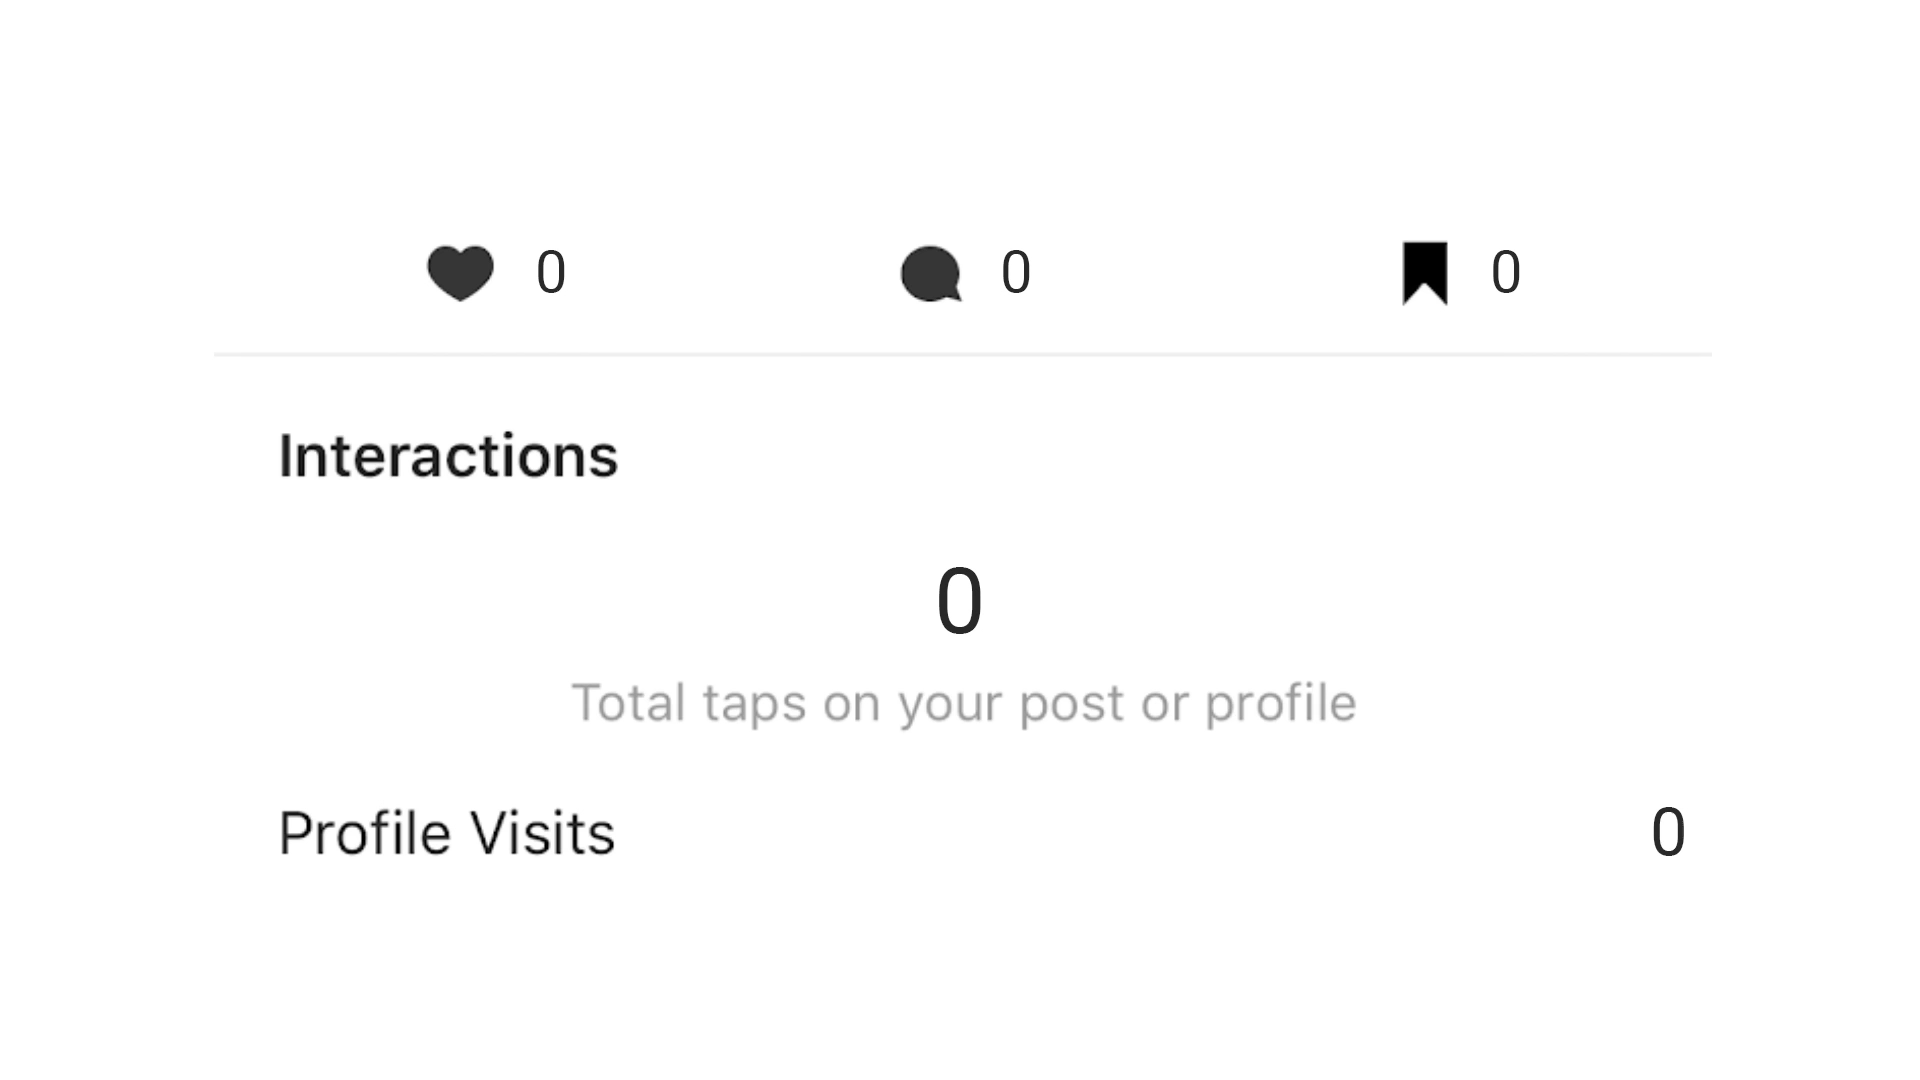 0 0 0
Interactions
0
Total taps on your post or profile
Profile Visits 0